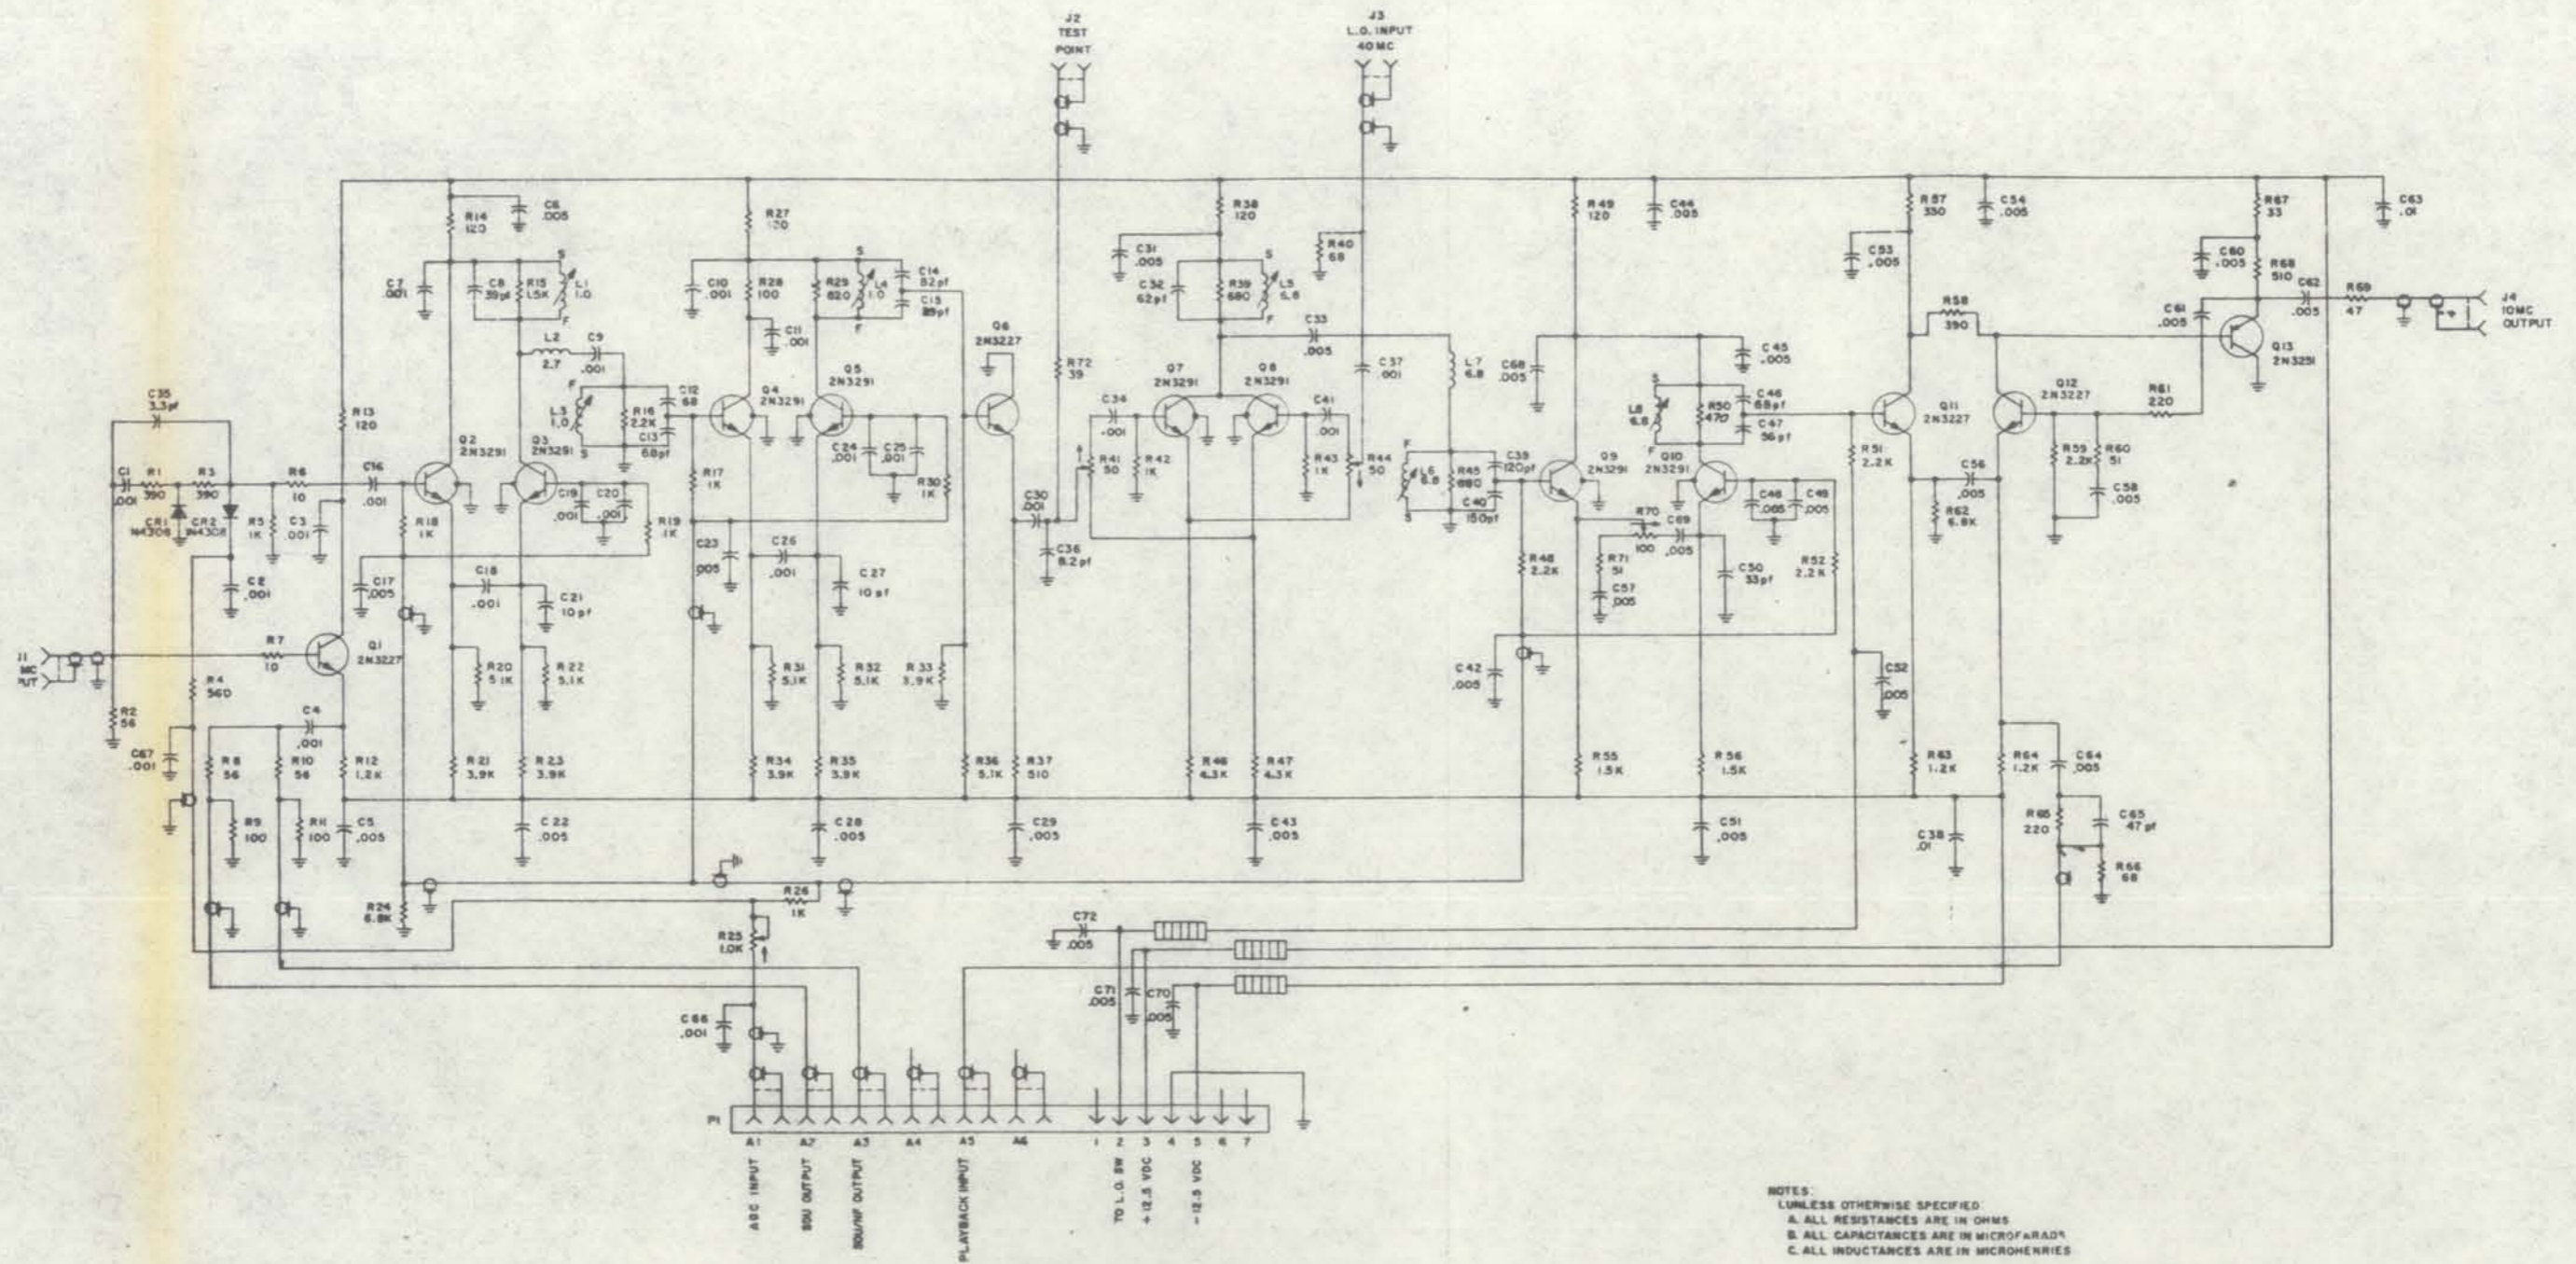 J2
TEST
POINT
J3
L.O. INPUT
40 MC
C6
.005
R14
120
R27
R38
120
R49
120
C44
.005
R57
330
C54
.005
R67
33
C63
.01
C7
.001
C8
39pf
R15
1.5K
S
L1
1.0
F
C10
.001
R28
100
R29
820
S
L4
1.0
F
C14
82pf
C15
C31
.005
R40
68
C32
62pf
R39
680
S
L5
6.8
F
C53
.005
C60
.005
R68
510
C62
.005
R69
47
J4
10MC
OUTPUT
L2
2.7
C9
.001
C11
.001
Q6
2N3227
C33
.005
R58
390
C61
.005
Q13
2N3251
R72
39
C37
.001
L7
6.8
C68
.005
C45
.005
C35
3.3pf
R13
120
F
L3
1.0
S
R16
2.2K
C12
68
C13
68pf
Q4
2N3291
Q5
2N3291
Q7
2N3291
Q8
2N3291
C34
.001
C41
.001
S
L8
6.8
F
R50
470
C46
68pf
C47
56pf
Q11
2N3227
Q12
2N3227
R61
220
Q2
2N3291
Q3
2N3291
C24
.001
C25
.001
R41
50
R42
1K
R43
1K
R44
50
F
L6
6.8
S
R45
680
C39
120pf
C40
150pf
Q9
2N3291
Q10
2N3291
R51
2.2K
R59
2.2K
R60
51
C1
.001
R1
390
R3
390
R6
10
C16
.001
R17
1K
R30
1K
C56
.005
C58
.005
CR1
1N4308
CR2
1N4308
R5
1K
C3
.001
R18
1K
C19
.001
C20
.001
R19
1K
C30
.001
C48
.005
C49
.005
R70
100
C69
.005
R62
6.8K
C2
.001
C17
.005
C18
.001
C21
10pf
C23
.005
C26
.001
C27
10pf
C36
8.2pf
R48
2.2K
R71
51
C57
.005
C50
33pf
R52
2.2K
J1
MC
PUT
R7
10
Q1
2N3227
R4
560
R20
5.1K
R22
5.1K
R31
5.1K
R32
5.1K
R33
3.9K
C42
.005
C52
.005
R2
56
C4
.001
C67
.001
R8
56
R10
56
R12
1.2K
R21
3.9K
R23
3.9K
R34
3.9K
R35
3.9K
R36
5.1K
R37
510
R46
4.3K
R47
4.3K
R55
1.5K
R56
1.5K
R63
1.2K
R64
1.2K
C64
.005
R9
100
R11
100
C5
.005
C22
.005
C28
.005
C29
.005
C43
.005
C51
.005
C38
.01
R65
220
C65
47pf
R66
68
R24
6.8K
R26
1K
R25
1.0K
C72
.005
C71
.005
C70
.005
C66
.001
P1
A1 A2 A3 A4 A5 A6 1 2 3 4 5 6 7
AGC INPUT
SDU OUTPUT
SDU/NF OUTPUT
PLAYBACK INPUT
TO L.O. SW
+12.5 VDC
-12.5 VDC
NOTES:
1.UNLESS OTHERWISE SPECIFIED:
A. ALL RESISTANCES ARE IN OHMS
B. ALL CAPACITANCES ARE IN MICROFARADS
C. ALL INDUCTANCES ARE IN MICROHENRIES